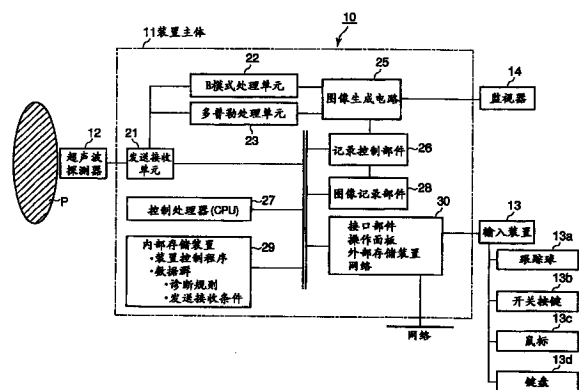 10
11装置主体
22
B模式处理单元
25
图像生成电路
14
监视器
多普勒处理单元
23
12
超声波
探测器
21
发送接收
单元
P
记录控制部件
26
27
控制处理器(CPU)
图像记录部件
28
30
接口部件
操作面板
外部存储装置
网络
13
输入装置
29
内部存储装置
·装置控制程序
·数据群
·诊断规则
·发送接收条件
13a
跟踪球
13b
开关按键
13c
鼠标
13d
键盘
网络